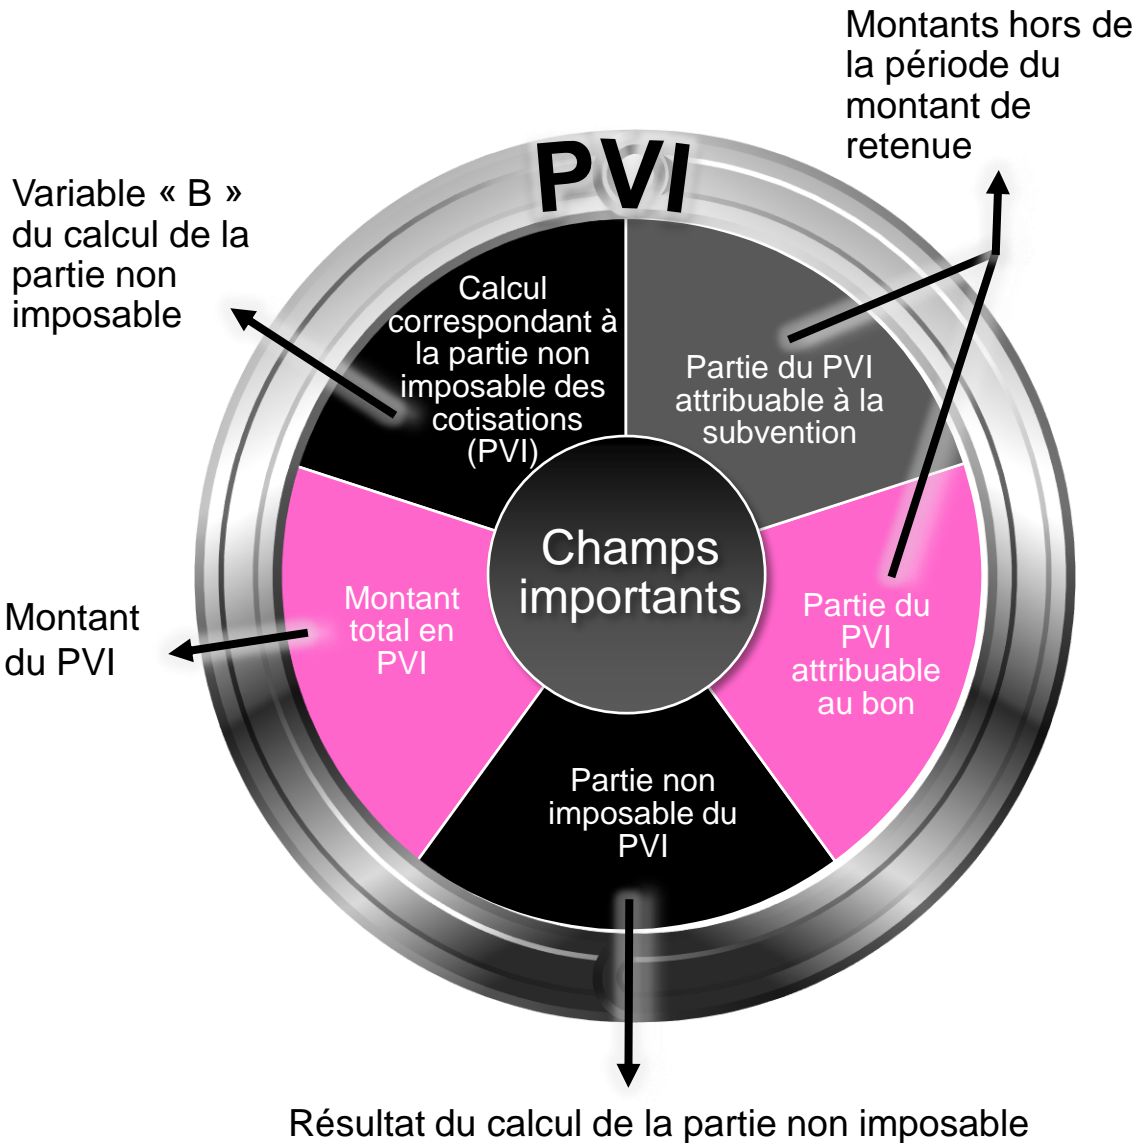 Montants hors de
la période du
montant de
retenue
PVI
Variable « B »
du calcul de la
partie non
imposable
Calcul
correspondant à
la partie non
imposable des
cotisations
(PVI)
Partie du PVI
attribuable à la
subvention
Champs
importants
Montant
du PVI
Montant
total en
PVI
Partie du
PVI
attribuable
au bon
Partie non
imposable du
PVI
Résultat du calcul de la partie non imposable